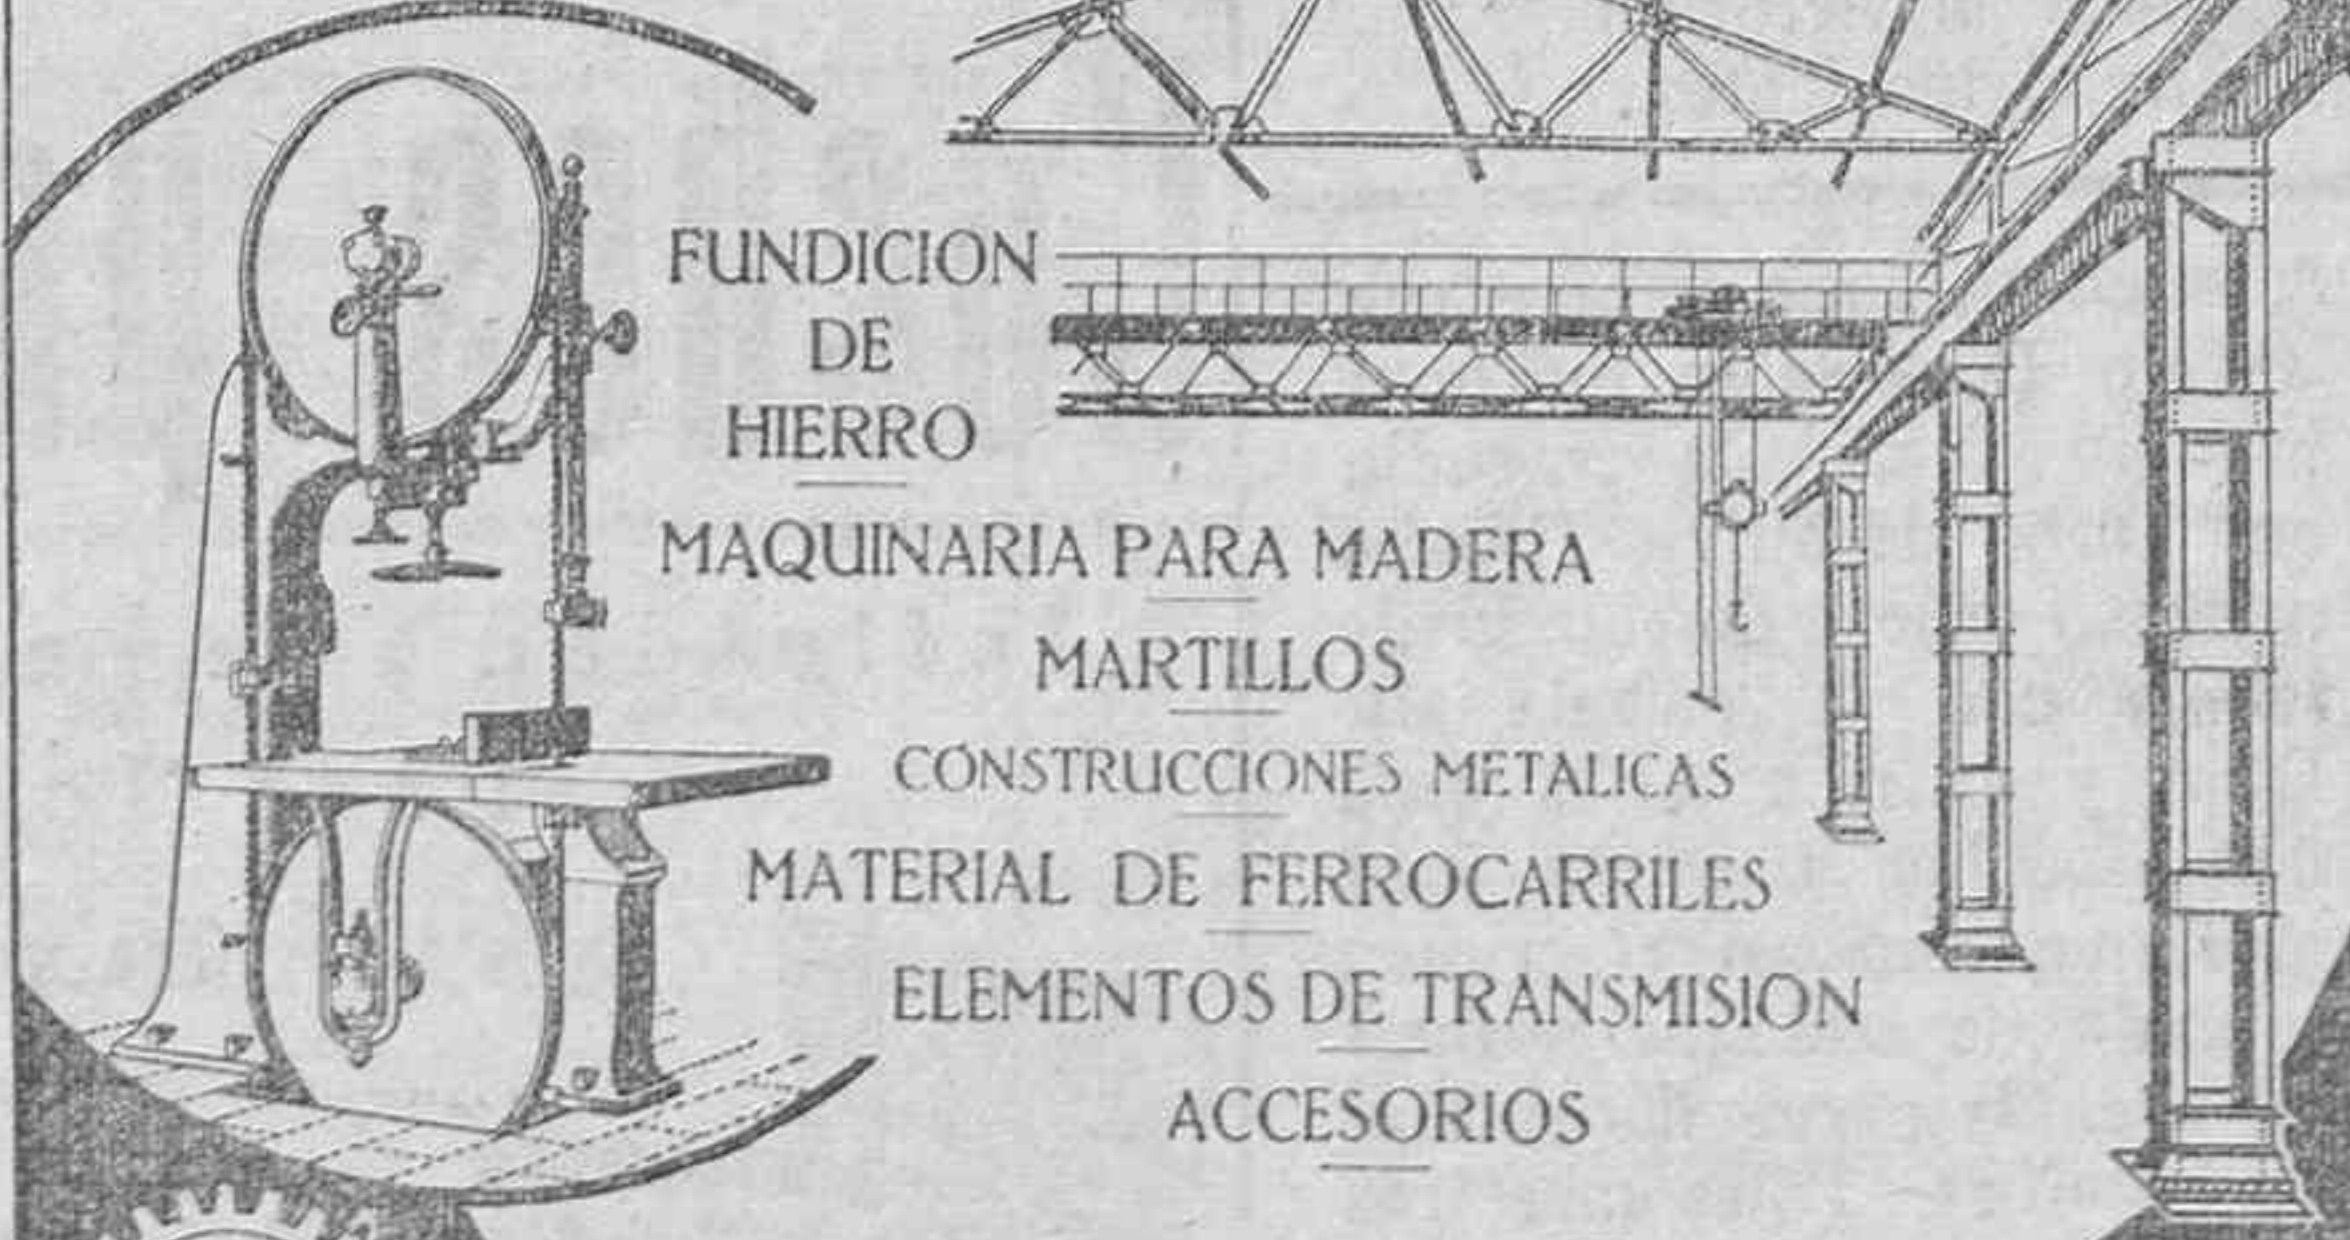 FUNDICION
DE
HIERRO
MAQUINARIA PARA MADERA
MARTILLOS
CONSTRUCCIONES METALICAS
MATERIAL DE FERROCARRILES
ELEMENTOS DE TRANSMISION
ACCESORIOS